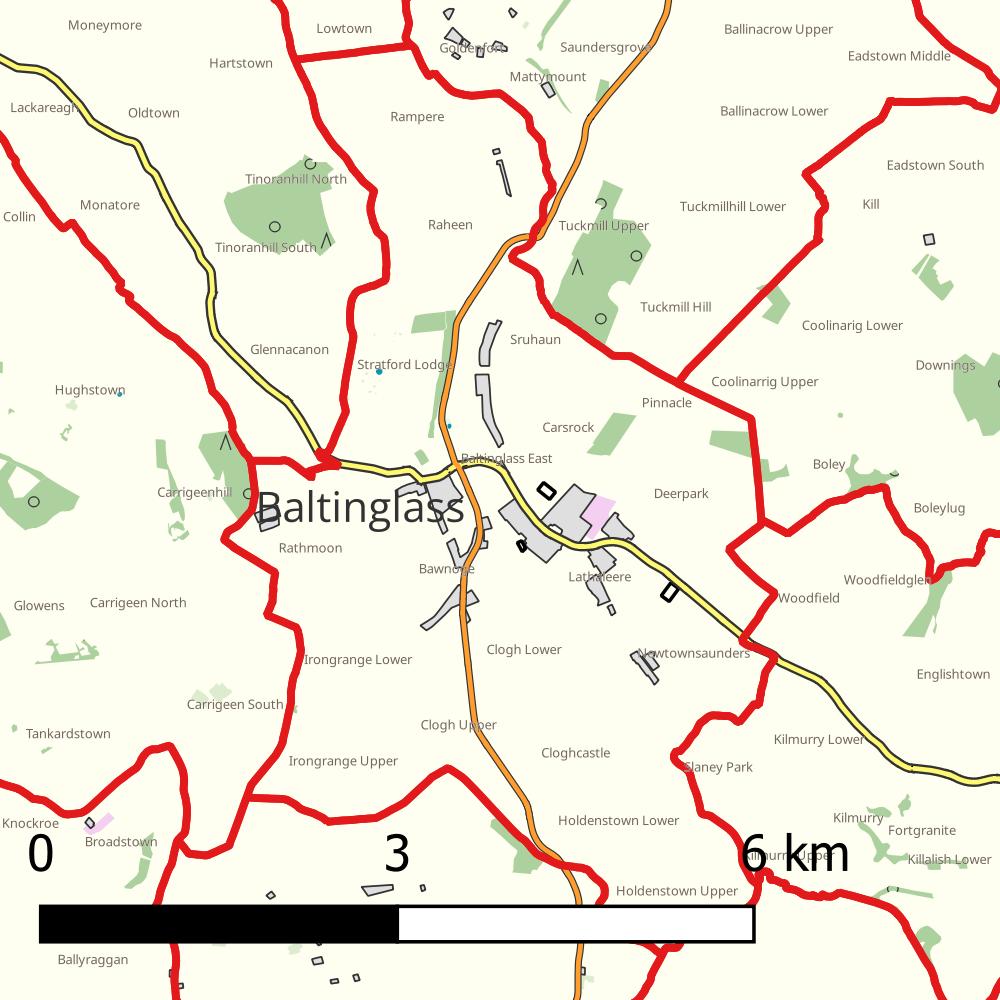 Moneymore
Lowtown
Ballinacrow Upper
Goldenfort
Saundersgrove
Eadstown Middle
Hartstown
Mattymount
Lackareagh
Oldtown
Rampere
Ballinacrow Lower
Eadstown South
Tinoranhill North
Collin
Monatore
Raheen
Tuckmillhill Lower
Kill
Tuckmill Upper
Tinoranhill South
Tuckmill Hill
Coolinarig Lower
Sruhaun
Glennacanon
Stratford Lodge
Downings
Coolinarrig Upper
Hughstown
Pinnacle
Carsrock
Baltinglass East
Boley
Carrigeenhill
Deerpark
Baltinglass
Boleylug
Rathmoon
Bawnoge
Lathaleere
Woodfieldglen
Glowens
Carrigeen North
Woodfield
Clogh Lower
Newtownsaunders
Irongrange Lower
Englishtown
Carrigeen South
Clogh Upper
Tankardstown
Kilmurry Lower
Cloghcastle
Irongrange Upper
Slaney Park
Knockroe
Holdenstown Lower
Kilmurry
Fortgranite
Broadstown
Kilmurry Upper
Killalish Lower
0 3 6 km
Holdenstown Upper
Ballyraggan